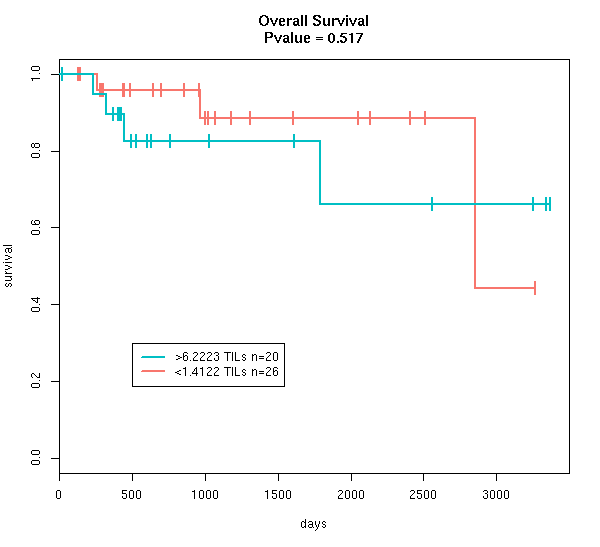 Overall Survival
Pvalue = 0.517
1.0
0.8
0.6
0.4
0.2
0.0
survival
>6.2223 TILs n=20
<1.4122 TILs n=26
0 500 1000 1500 2000 2500 3000
days